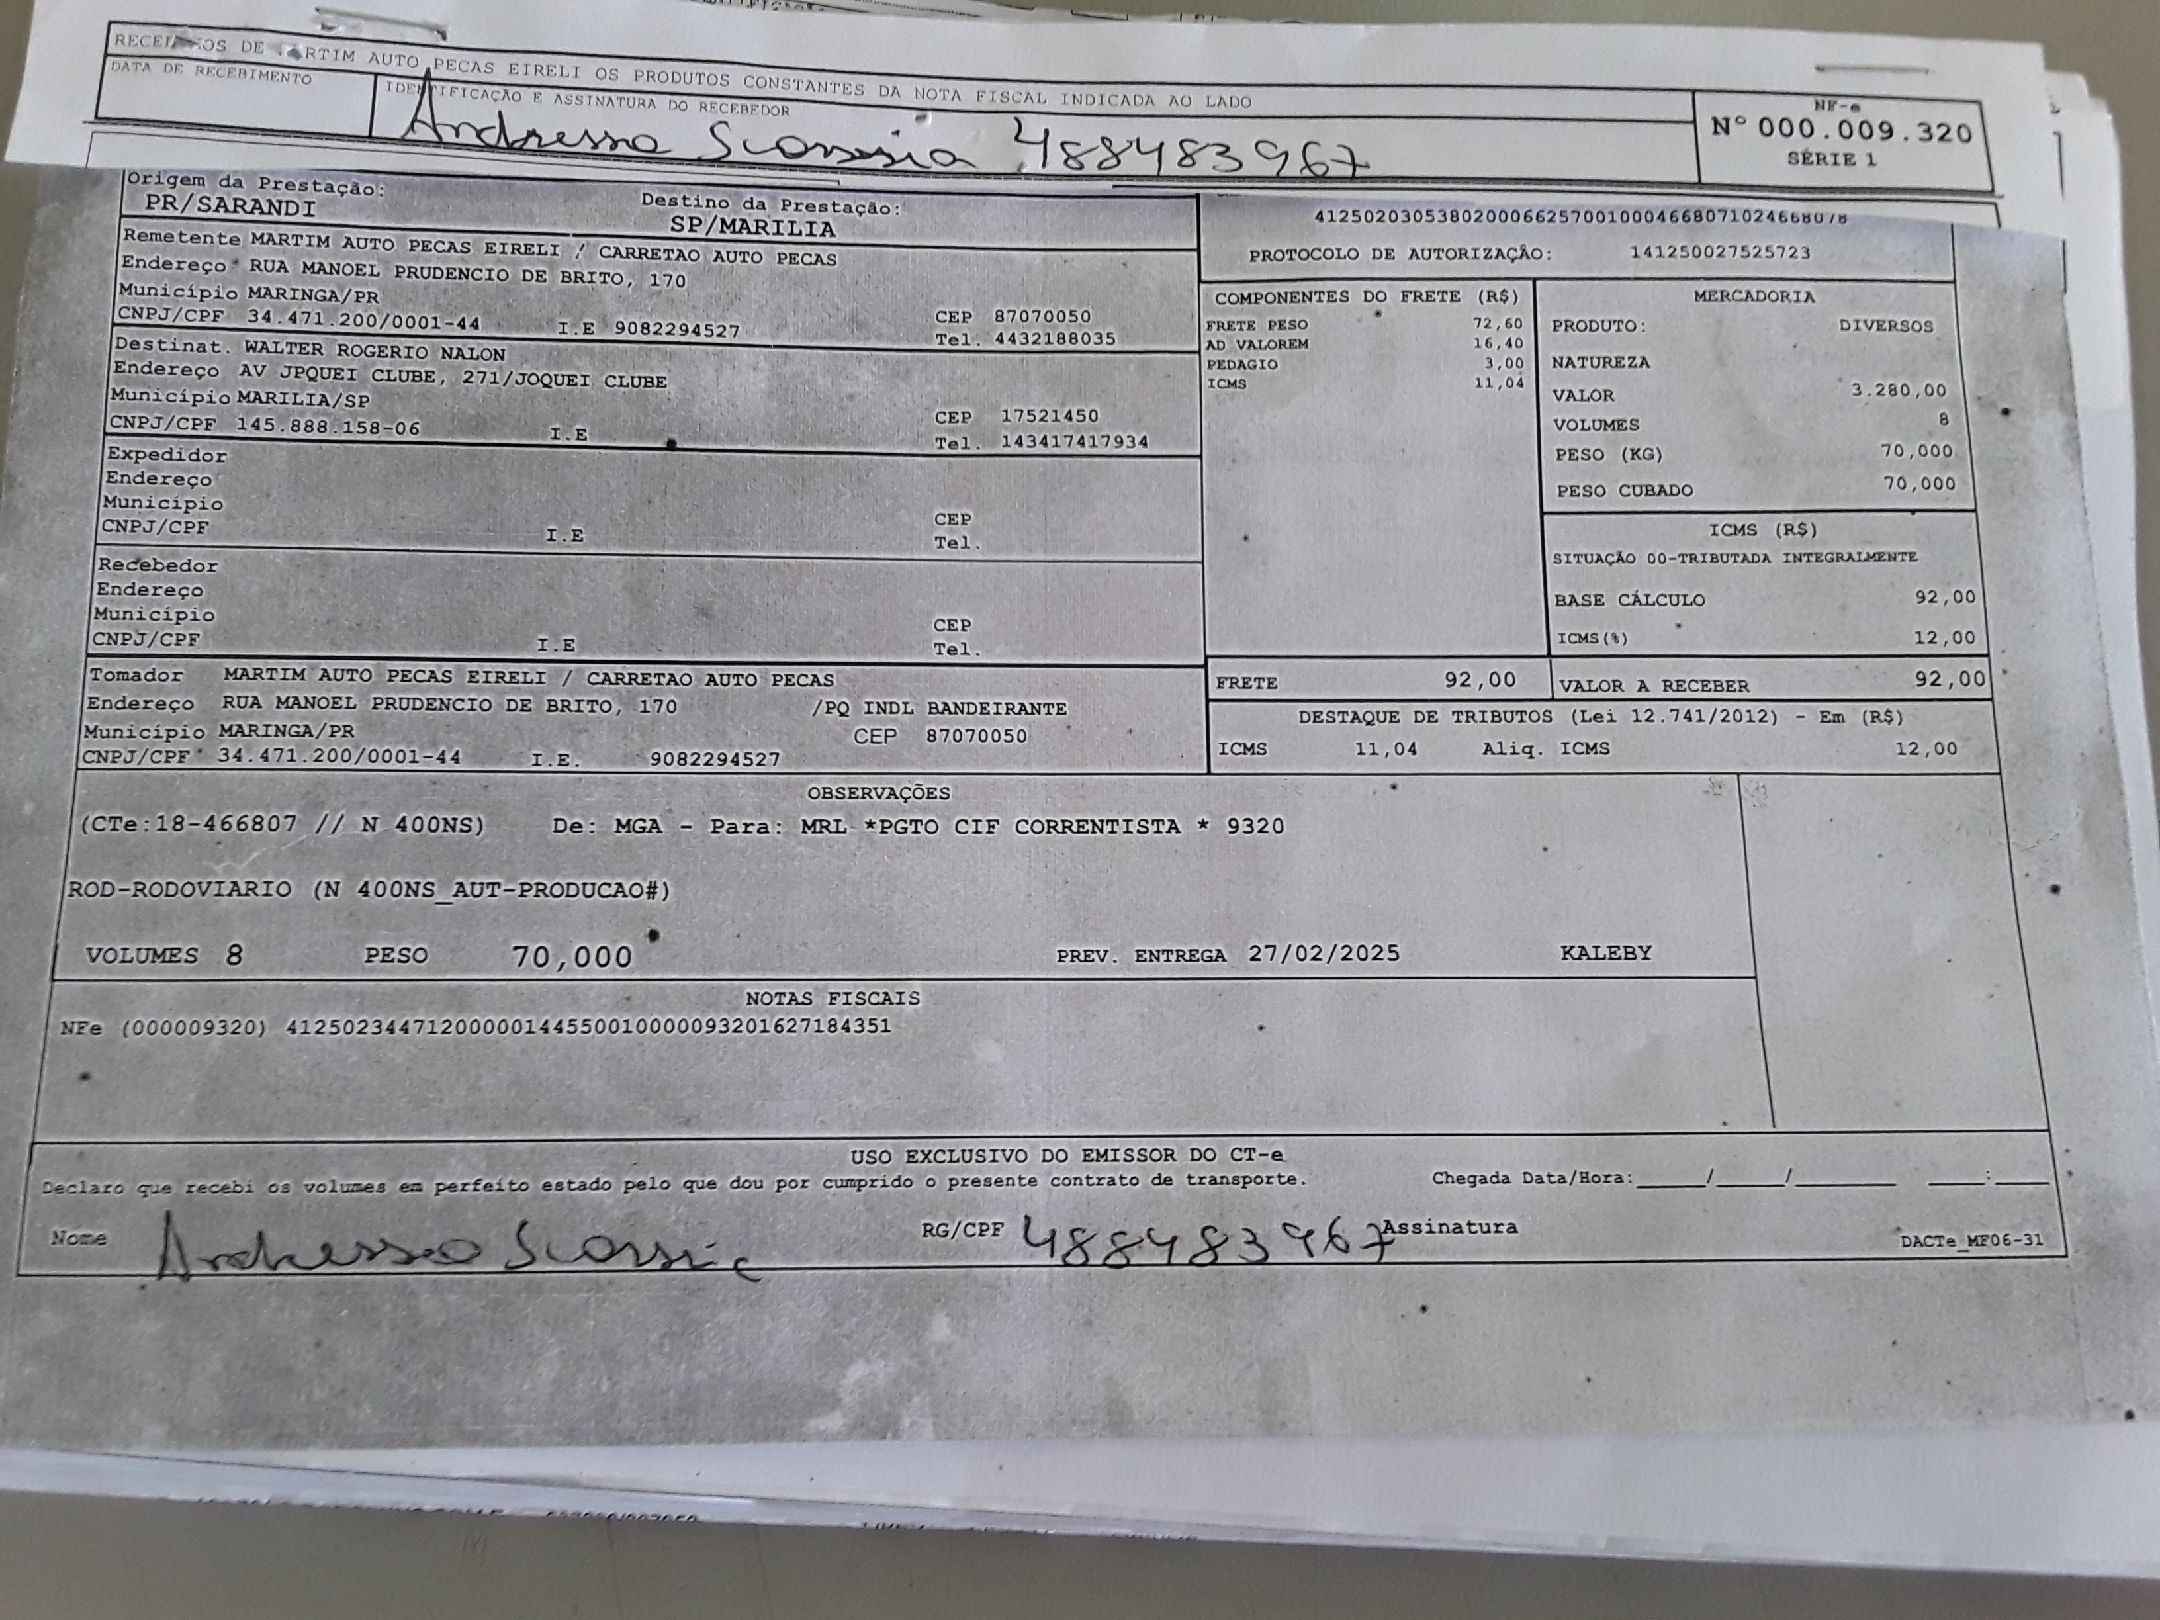 RECEBEMOS DE MARTIM AUTO PECAS EIRELI OS PRODUTOS CONSTANTES DA NOTA FISCAL INDICADA AO LADO
DATA DE RECEBIMENTO
IDENTIFICAÇÃO E ASSINATURA DO RECEBEDOR
Andressa 488483967
NF-e
Nº 000.009.320
SÉRIE 1
Origem da Prestação:
PR/SARANDI
Destino da Prestação:
SP/MARILIA
Remetente MARTIM AUTO PECAS EIRELI / CARRETAO AUTO PECAS
Endereço RUA MANOEL PRUDENCIO DE BRITO, 170
Município MARINGA/PR
CEP 87070050
CNPJ/CPF 34.471.200/0001-44 I.E 9082294527
Tel. 4432188035
Destinat. WALTER ROGERIO NALON
Endereço AV JPQUEI CLUBE, 271/JOQUEI CLUBE
Município MARILIA/SP
CEP 17521450
CNPJ/CPF 145.888.158-06 I.E
Tel. 143417417934
Expedidor
Endereço
Município
CEP
CNPJ/CPF I.E
Tel.
Recebedor
Endereço
Município
CEP
CNPJ/CPF I.E
Tel.
Tomador MARTIM AUTO PECAS EIRELI / CARRETAO AUTO PECAS
Endereço RUA MANOEL PRUDENCIO DE BRITO, 170 /PQ INDL BANDEIRANTE
Município MARINGA/PR CEP 87070050
CNPJ/CPF 34.471.200/0001-44 I.E. 9082294527
41250203053802000662570010004668071024668078
PROTOCOLO DE AUTORIZAÇÃO: 141250027525723
COMPONENTES DO FRETE (R$)
FRETE PESO 72,60
AD VALOREM 16,40
PEDAGIO 3,00
ICMS 11,04
MERCADORIA
PRODUTO: DIVERSOS
NATUREZA
VALOR 3.280,00
VOLUMES 8
PESO (KG) 70,000
PESO CUBADO 70,000
ICMS (R$)
SITUAÇÃO 00-TRIBUTADA INTEGRALMENTE
BASE CÁLCULO 92,00
ICMS(%) 12,00
FRETE 92,00 VALOR A RECEBER 92,00
DESTAQUE DE TRIBUTOS (Lei 12.741/2012) - Em (R$)
ICMS 11,04 Aliq. ICMS 12,00
OBSERVAÇÕES
(CTe:18-466807 // N 400NS) De: MGA - Para: MRL *PGTO CIF CORRENTISTA * 9320
ROD-RODOVIARIO (N 400NS_AUT-PRODUCAO#)
VOLUMES 8 PESO 70,000 PREV. ENTREGA 27/02/2025 KALEBY
NOTAS FISCAIS
NFe (000009320) 41250234471200000144550010000093201627184351
USO EXCLUSIVO DO EMISSOR DO CT-e
Declaro que recebi os volumes em perfeito estado pelo que dou por cumprido o presente contrato de transporte. Chegada Data/Hora:_____/_____/_______ ____:____
Nome Andressa RG/CPF 488483967 Assinatura
DACTe_MF06-31